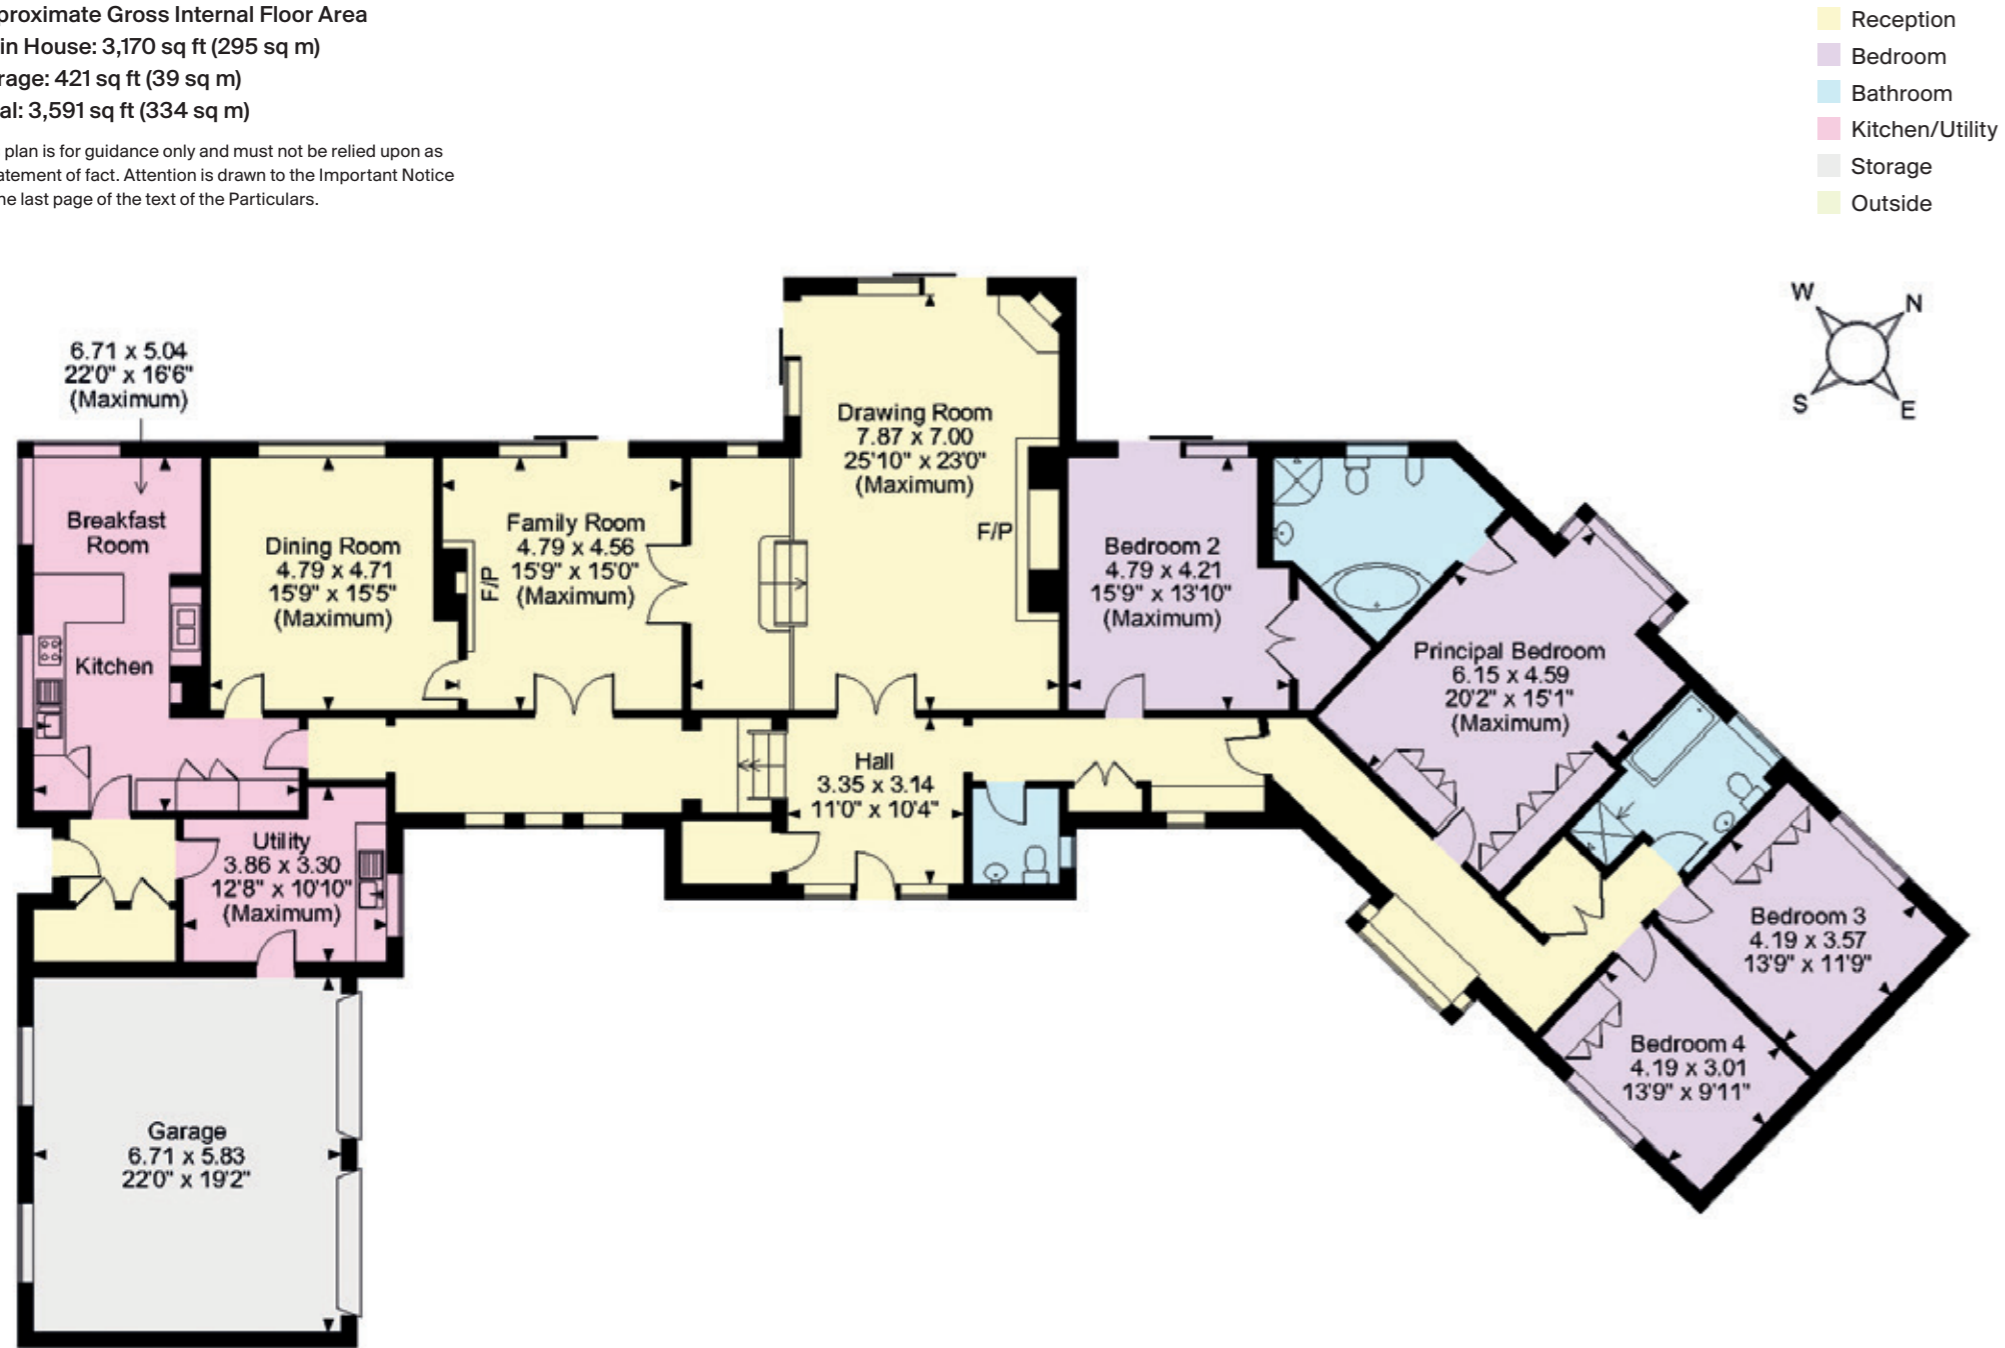 proximate Gross Internal Floor Area
in House: 3,170 sq ft (295 sq m)
rage: 421 sq ft (39 sq m)
al: 3,591 sq ft (334 sq m)
plan is for guidance only and must not be relied upon as
atement of fact. Attention is drawn to the Important Notice
he last page of the text of the Particulars.
Reception
Bedroom
Bathroom
Kitchen/Utility
Storage
Outside
W
N
S
E
6.71 x 5.04
22'0" x 16'6"
(Maximum)
Breakfast
Room
Kitchen
Dining Room
4.79 x 4.71
15'9" x 15'5"
(Maximum)
F/P
Family Room
4.79 x 4.56
15'9" x 15'0"
(Maximum)
Drawing Room
7.87 x 7.00
25'10" x 23'0"
(Maximum)
F/P
Bedroom 2
4.79 x 4.21
15'9" x 13'10"
(Maximum)
Principal Bedroom
6.15 x 4.59
20'2" x 15'1"
(Maximum)
Hall
3.35 x 3.14
11'0" x 10'4"
Utility
3.86 x 3.30
12'8" x 10'10"
(Maximum)
Bedroom 3
4.19 x 3.57
13'9" x 11'9"
Bedroom 4
4.19 x 3.01
13'9" x 9'11"
Garage
6.71 x 5.83
22'0" x 19'2"